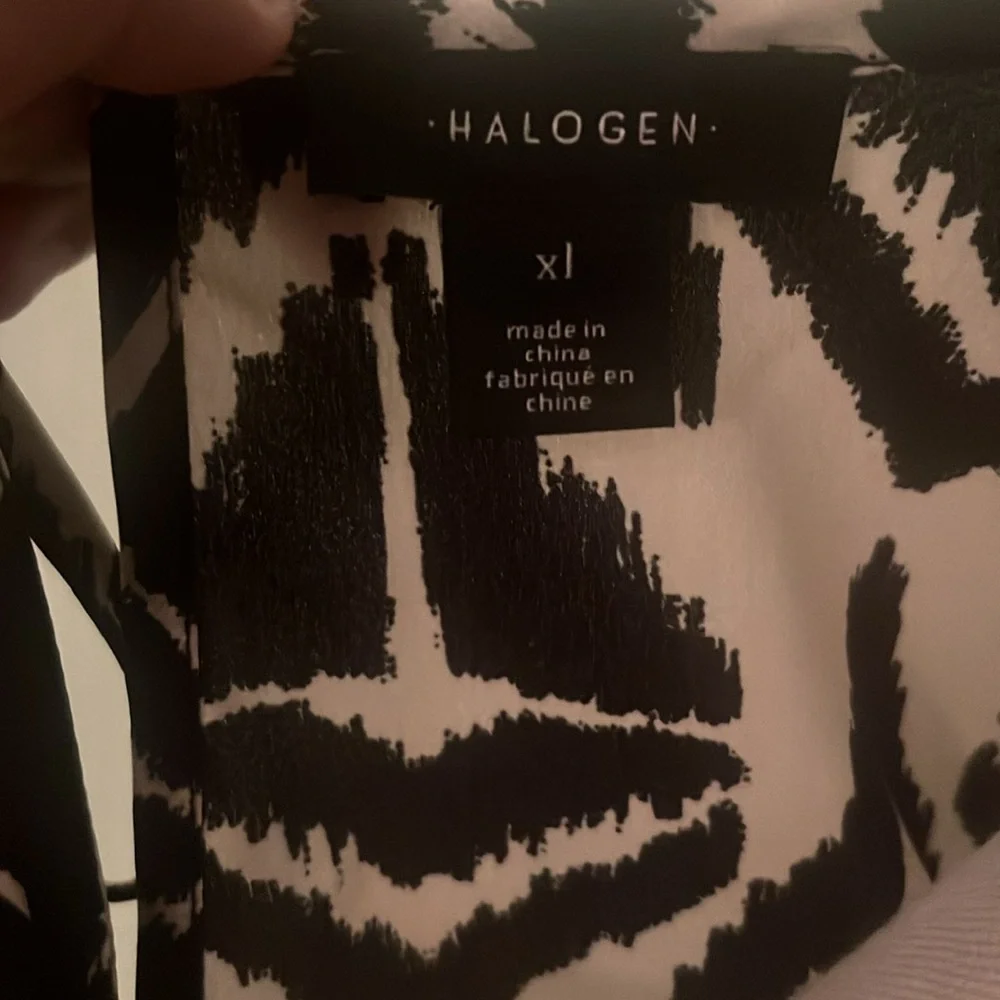 ·HALOGEN·
xl
made in
china
fabriqué en
chine